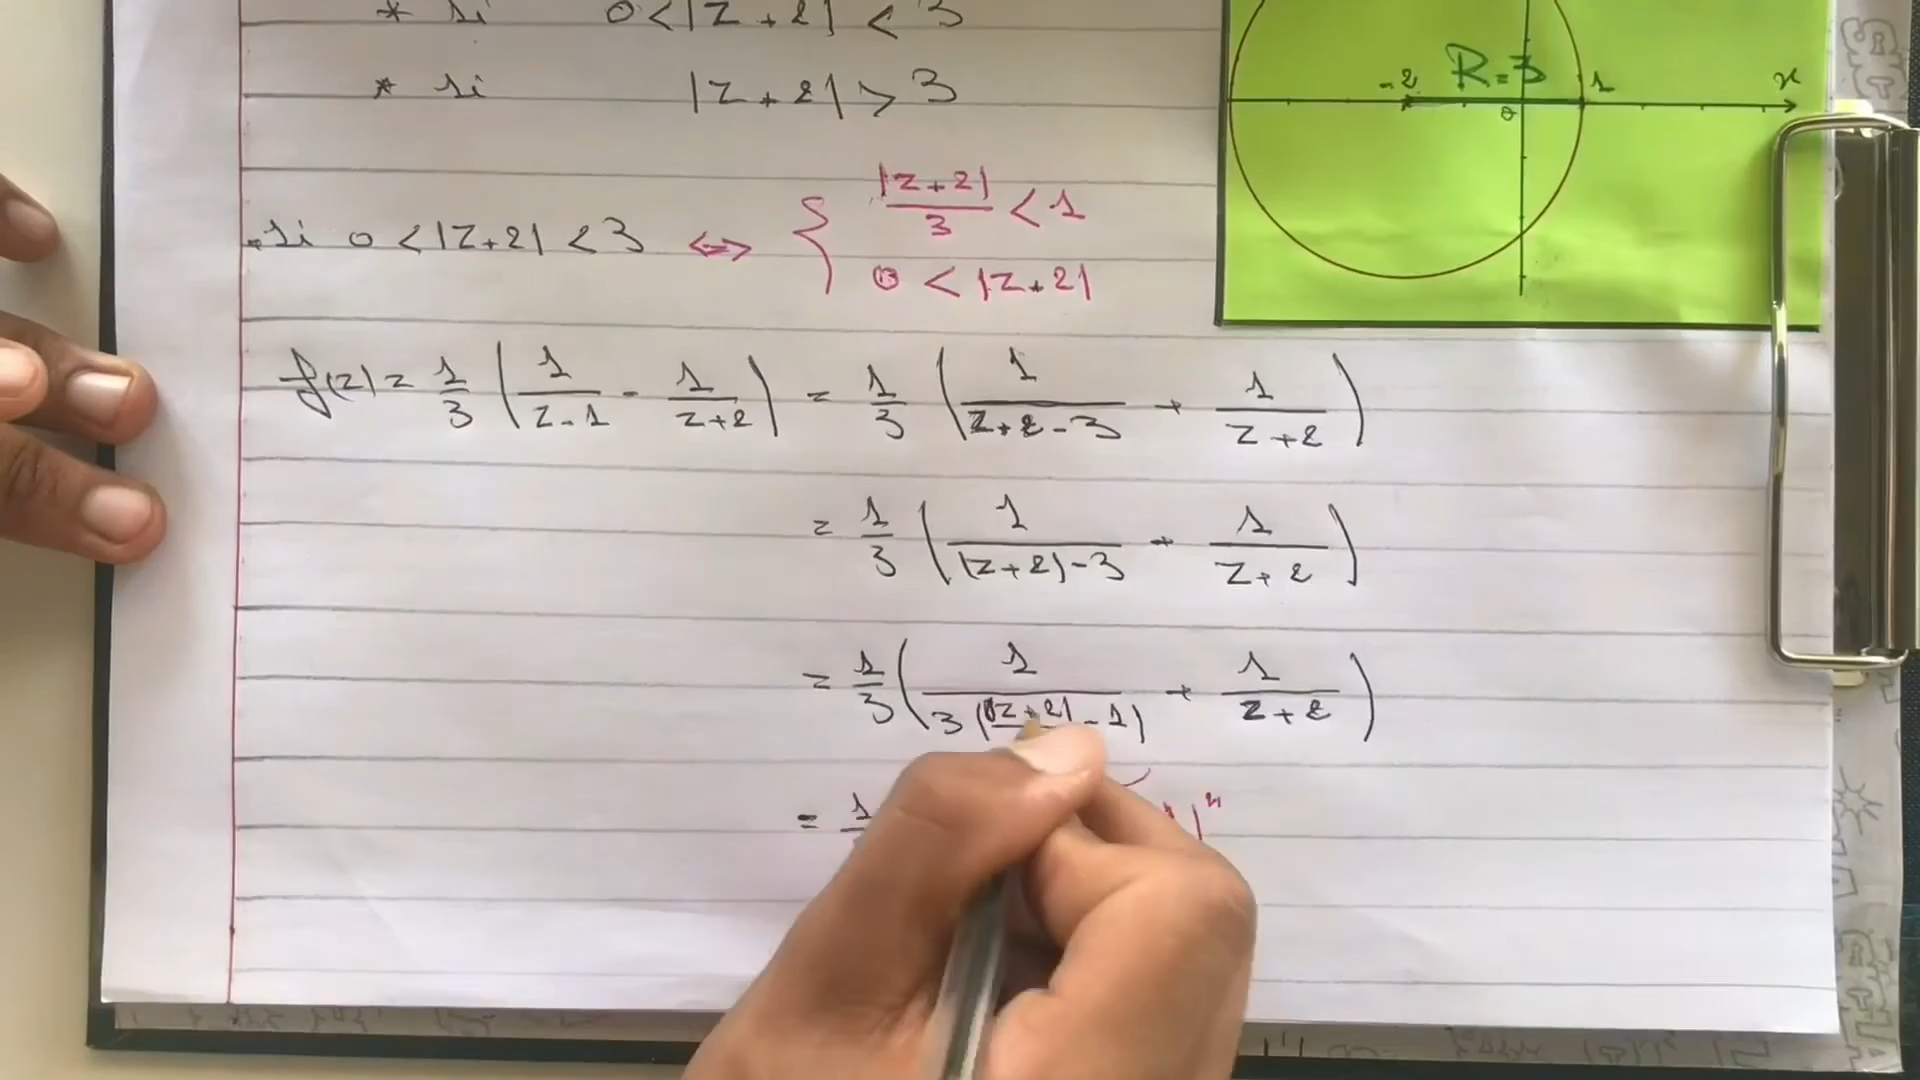 * si 0 < |z + 2| < 3
* si |z + 2| > 3
-2 R=3 0 1 x
• si 0 < |z+2| < 3 <=> { |z+2|/3 < 1
0 < |z+2|
f(z) = 1/3 ( 1/(z-1) - 1/(z+2) ) = 1/3 ( 1/(z+2-3) + 1/(z+2) )
= 1/3 ( 1/((z+2)-3) + 1/(z+2) )
= 1/3 ( 1/(3((z+2) -1)) + 1/(z+2) )
= 1